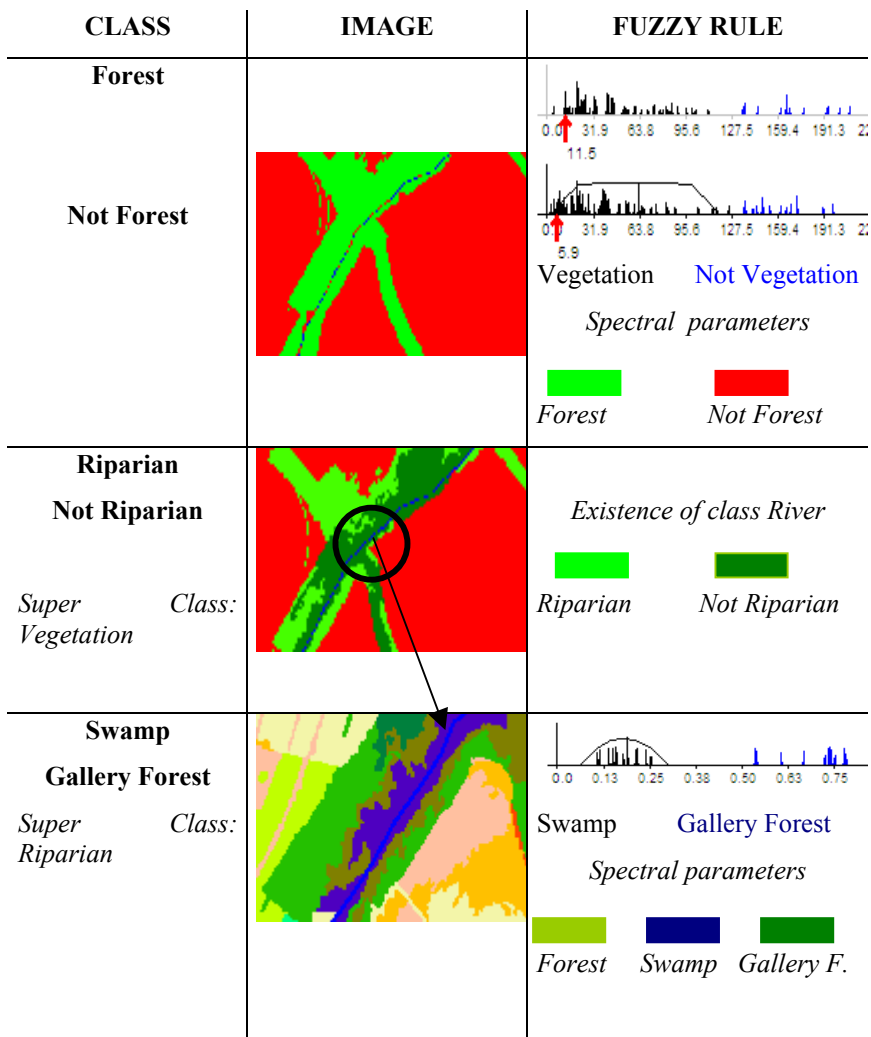 CLASS IMAGE FUZZY RULE
Forest
Not Forest
0.0 31.9 63.8 95.6 127.5 159.4 191.3 22
11.5
0.0 31.9 63.8 95.6 127.5 159.4 191.3 22
5.9
Vegetation Not Vegetation
Spectral parameters
Forest Not Forest
Riparian
Not Riparian
Super Class:
Vegetation
Existence of class River
Riparian Not Riparian
Swamp
Gallery Forest
Super Class:
Riparian
0.0 0.13 0.25 0.38 0.50 0.63 0.75
Swamp Gallery Forest
Spectral parameters
Forest Swamp Gallery F.